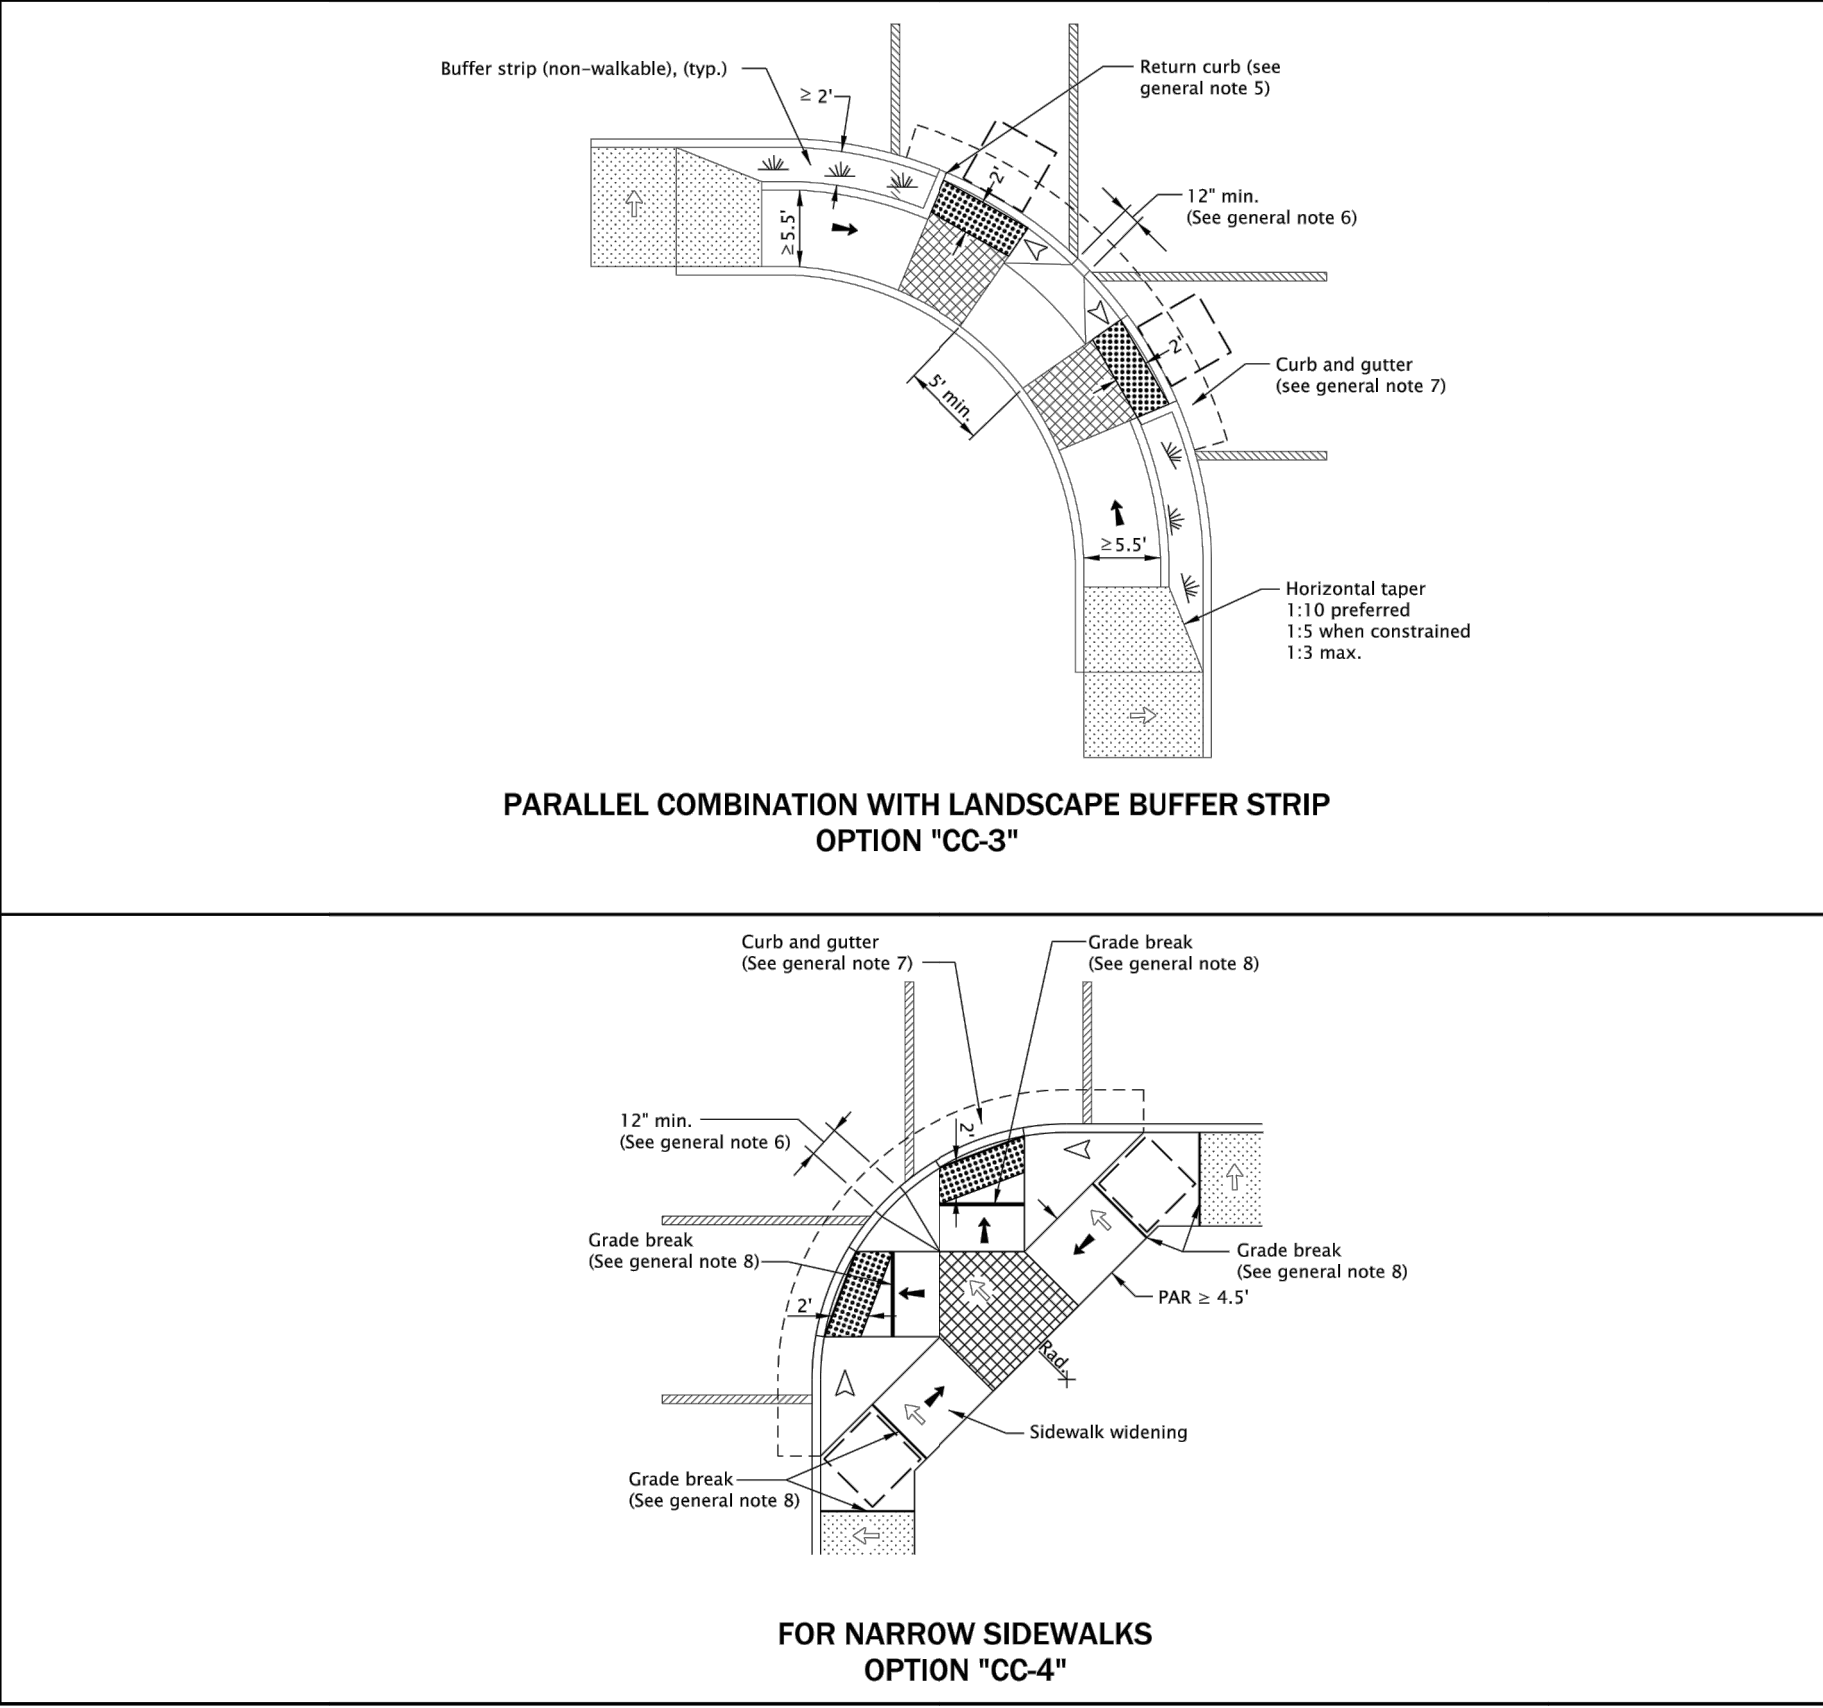 Buffer strip (non-walkable), (typ.)
≥ 2'
Return curb (see
general note 5)
2'
12" min.
(See general note 6)
≥5.5'
2'
Curb and gutter
(see general note 7)
5' min.
≥5.5'
Horizontal taper
1:10 preferred
1:5 when constrained
1:3 max.
PARALLEL COMBINATION WITH LANDSCAPE BUFFER STRIP
OPTION "CC-3"
Curb and gutter
(See general note 7)
Grade break
(See general note 8)
12" min.
(See general note 6)
2'
Grade break
(See general note 8)
Grade break
(See general note 8)
2'
PAR ≥ 4.5'
Rad.
Sidewalk widening
Grade break
(See general note 8)
FOR NARROW SIDEWALKS
OPTION "CC-4"